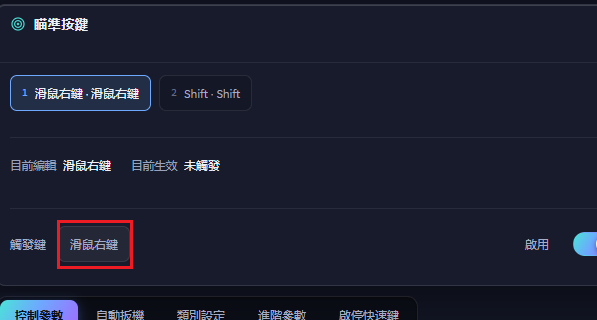 瞄準按鍵
1 滑鼠右鍵 · 滑鼠右鍵
2 Shift · Shift
目前編輯 滑鼠右鍵 目前生效 未觸發
觸發鍵 滑鼠右鍵 啟用
控制參數 自動扳機 類別設定 進階參數 啟停快速鍵